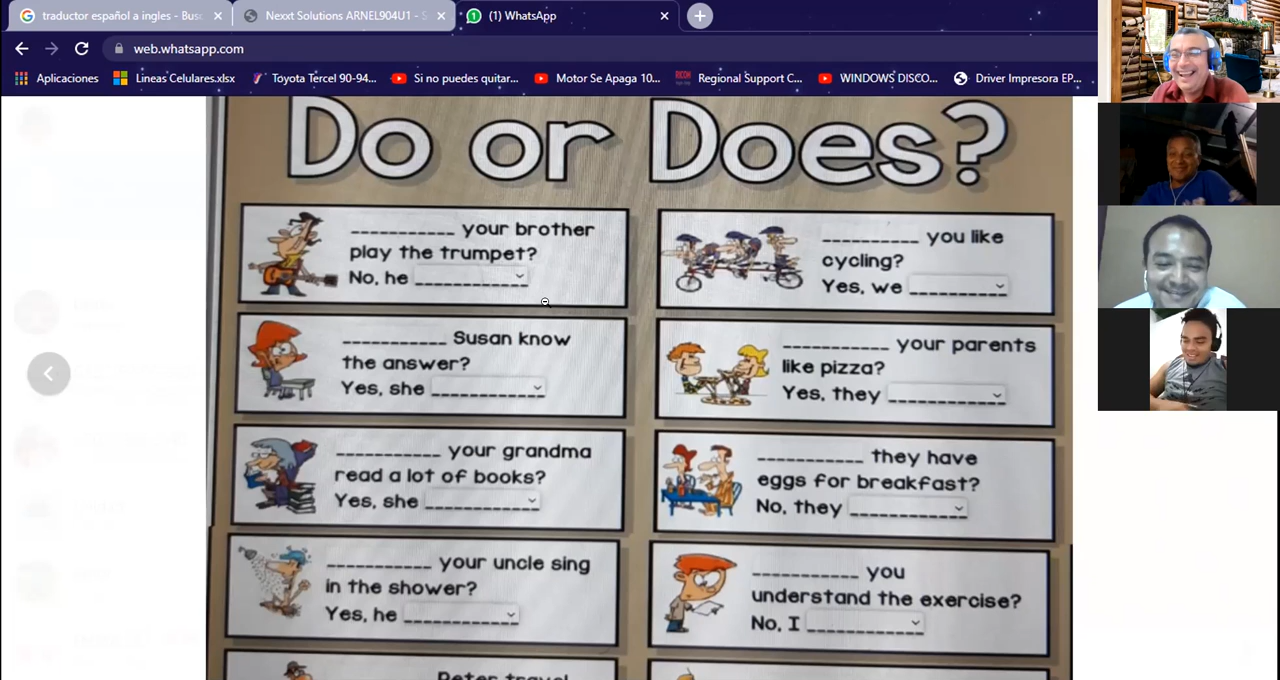 traductor español a ingles - Bus
Nexxt Solutions ARNEL904U1 - S
(1) WhatsApp
web.whatsapp.com
Aplicaciones
Lineas Celulares.xlsx
Toyota Tercel 90-94...
Si no puedes quitar...
Motor Se Apaga 10...
RICOH
Regional Support C...
WINDOWS DISCO...
Driver Impresora EP...
Do or Does?
__________ your brother
play the trumpet?
No, he __________
__________ Susan know
the answer?
Yes, she __________
__________ your grandma
read a lot of books?
Yes, she __________
__________ your uncle sing
in the shower?
Yes, he __________
Peter travel
__________ you like
cycling?
Yes, we __________
__________ your parents
like pizza?
Yes, they __________
__________ they have
eggs for breakfast?
No, they __________
__________ you
understand the exercise?
No, I __________